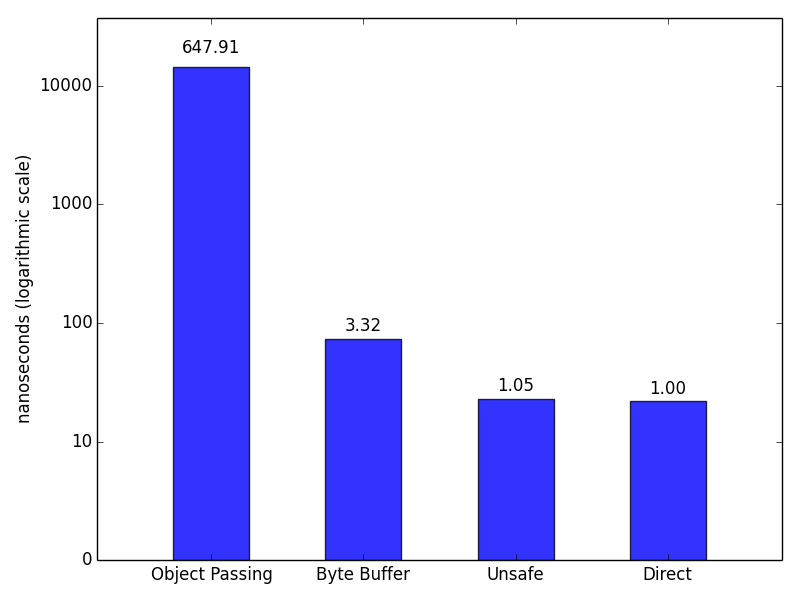 647.91
10000
1000
nanoseconds (logarithmic scale)
100
3.32
1.05
1.00
10
0
Object Passing
Byte Buffer
Unsafe
Direct